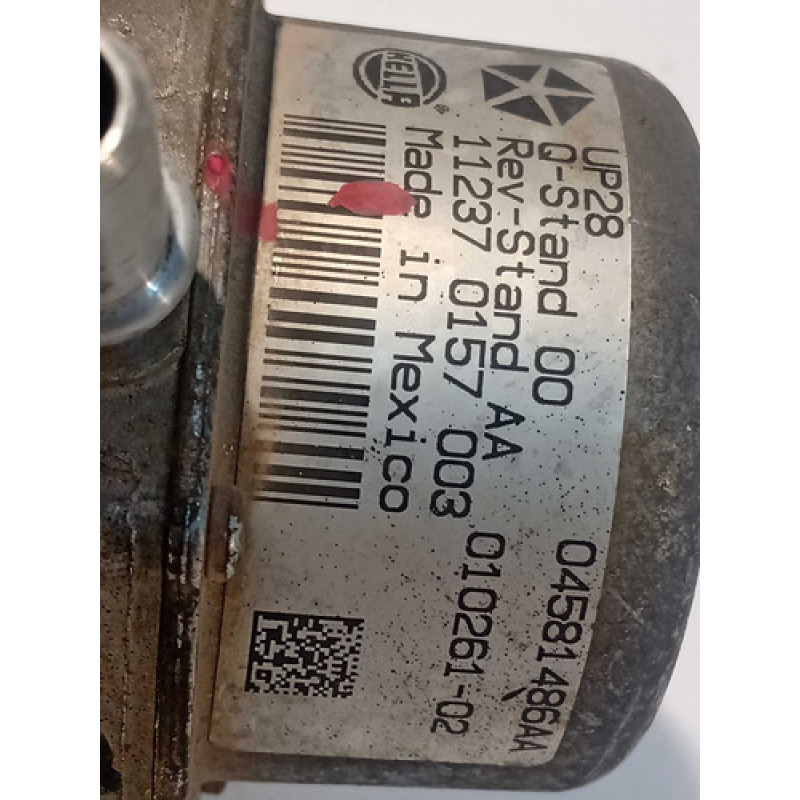 HELLA ®
UP28
Q-Stand 00 04581486AA
Rev-Stand AA
11237 0157 003 010261-02
Made in Mexico